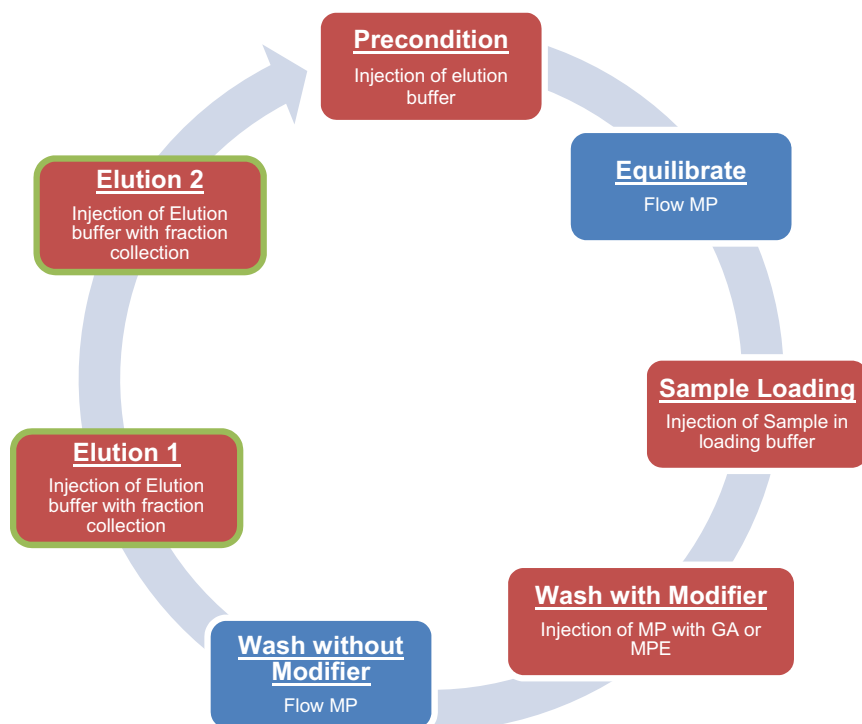 Precondition
Injection of elution
buffer
Equilibrate
Flow MP
Sample Loading
Injection of Sample in
loading buffer
Wash with Modifier
Injection of MP with GA or
MPE
Wash without
Modifier
Flow MP
Elution 1
Injection of Elution
buffer with fraction
collection
Elution 2
Injection of Elution
buffer with fraction
collection